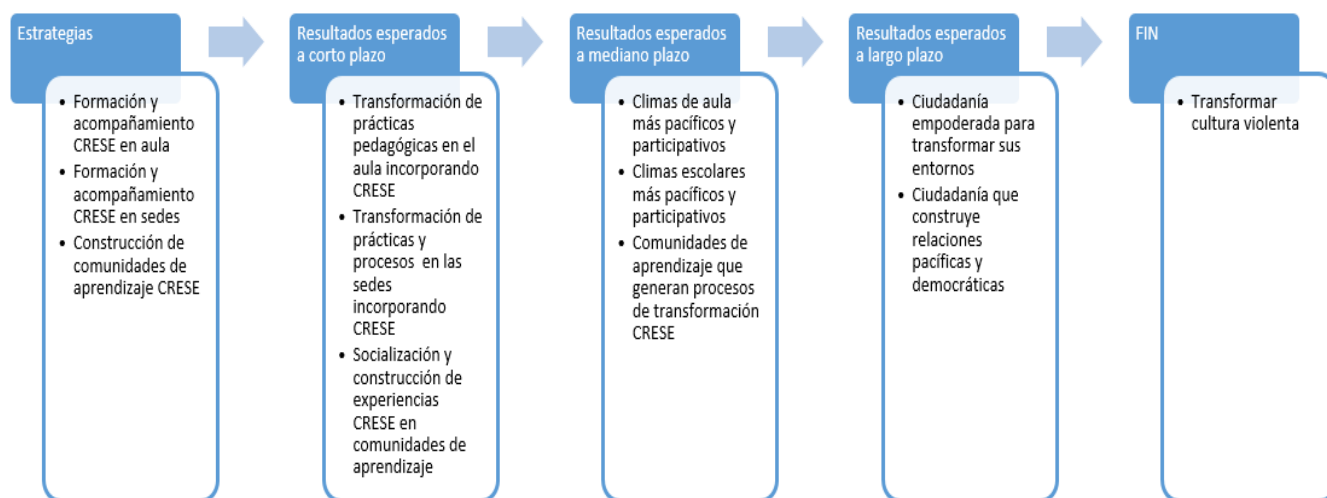 Estrategias
• Formación y
acompañamiento
CRESE en aula
• Formación y
acompañamiento
CRESE en sedes
• Construcción de
comunidades de
aprendizaje CRESE
Resultados esperados
a corto plazo
• Transformación de
prácticas
pedagógicas en el
aula incorporando
CRESE
• Transformación de
prácticas y
procesos en las
sedes
incorporando
CRESE
• Socialización y
construcción de
experiencias
CRESE en
comunidades de
aprendizaje
Resultados esperados
a mediano plazo
• Climas de aula
más pacíficos y
participativos
• Climas escolares
más pacíficos y
participativos
• Comunidades de
aprendizaje que
generan procesos
de transformación
CRESE
Resultados esperados
a largo plazo
• Ciudadanía
empoderada para
transformar sus
entornos
• Ciudadanía que
construye
relaciones
pacíficas y
democráticas
FIN
• Transformar
cultura violenta